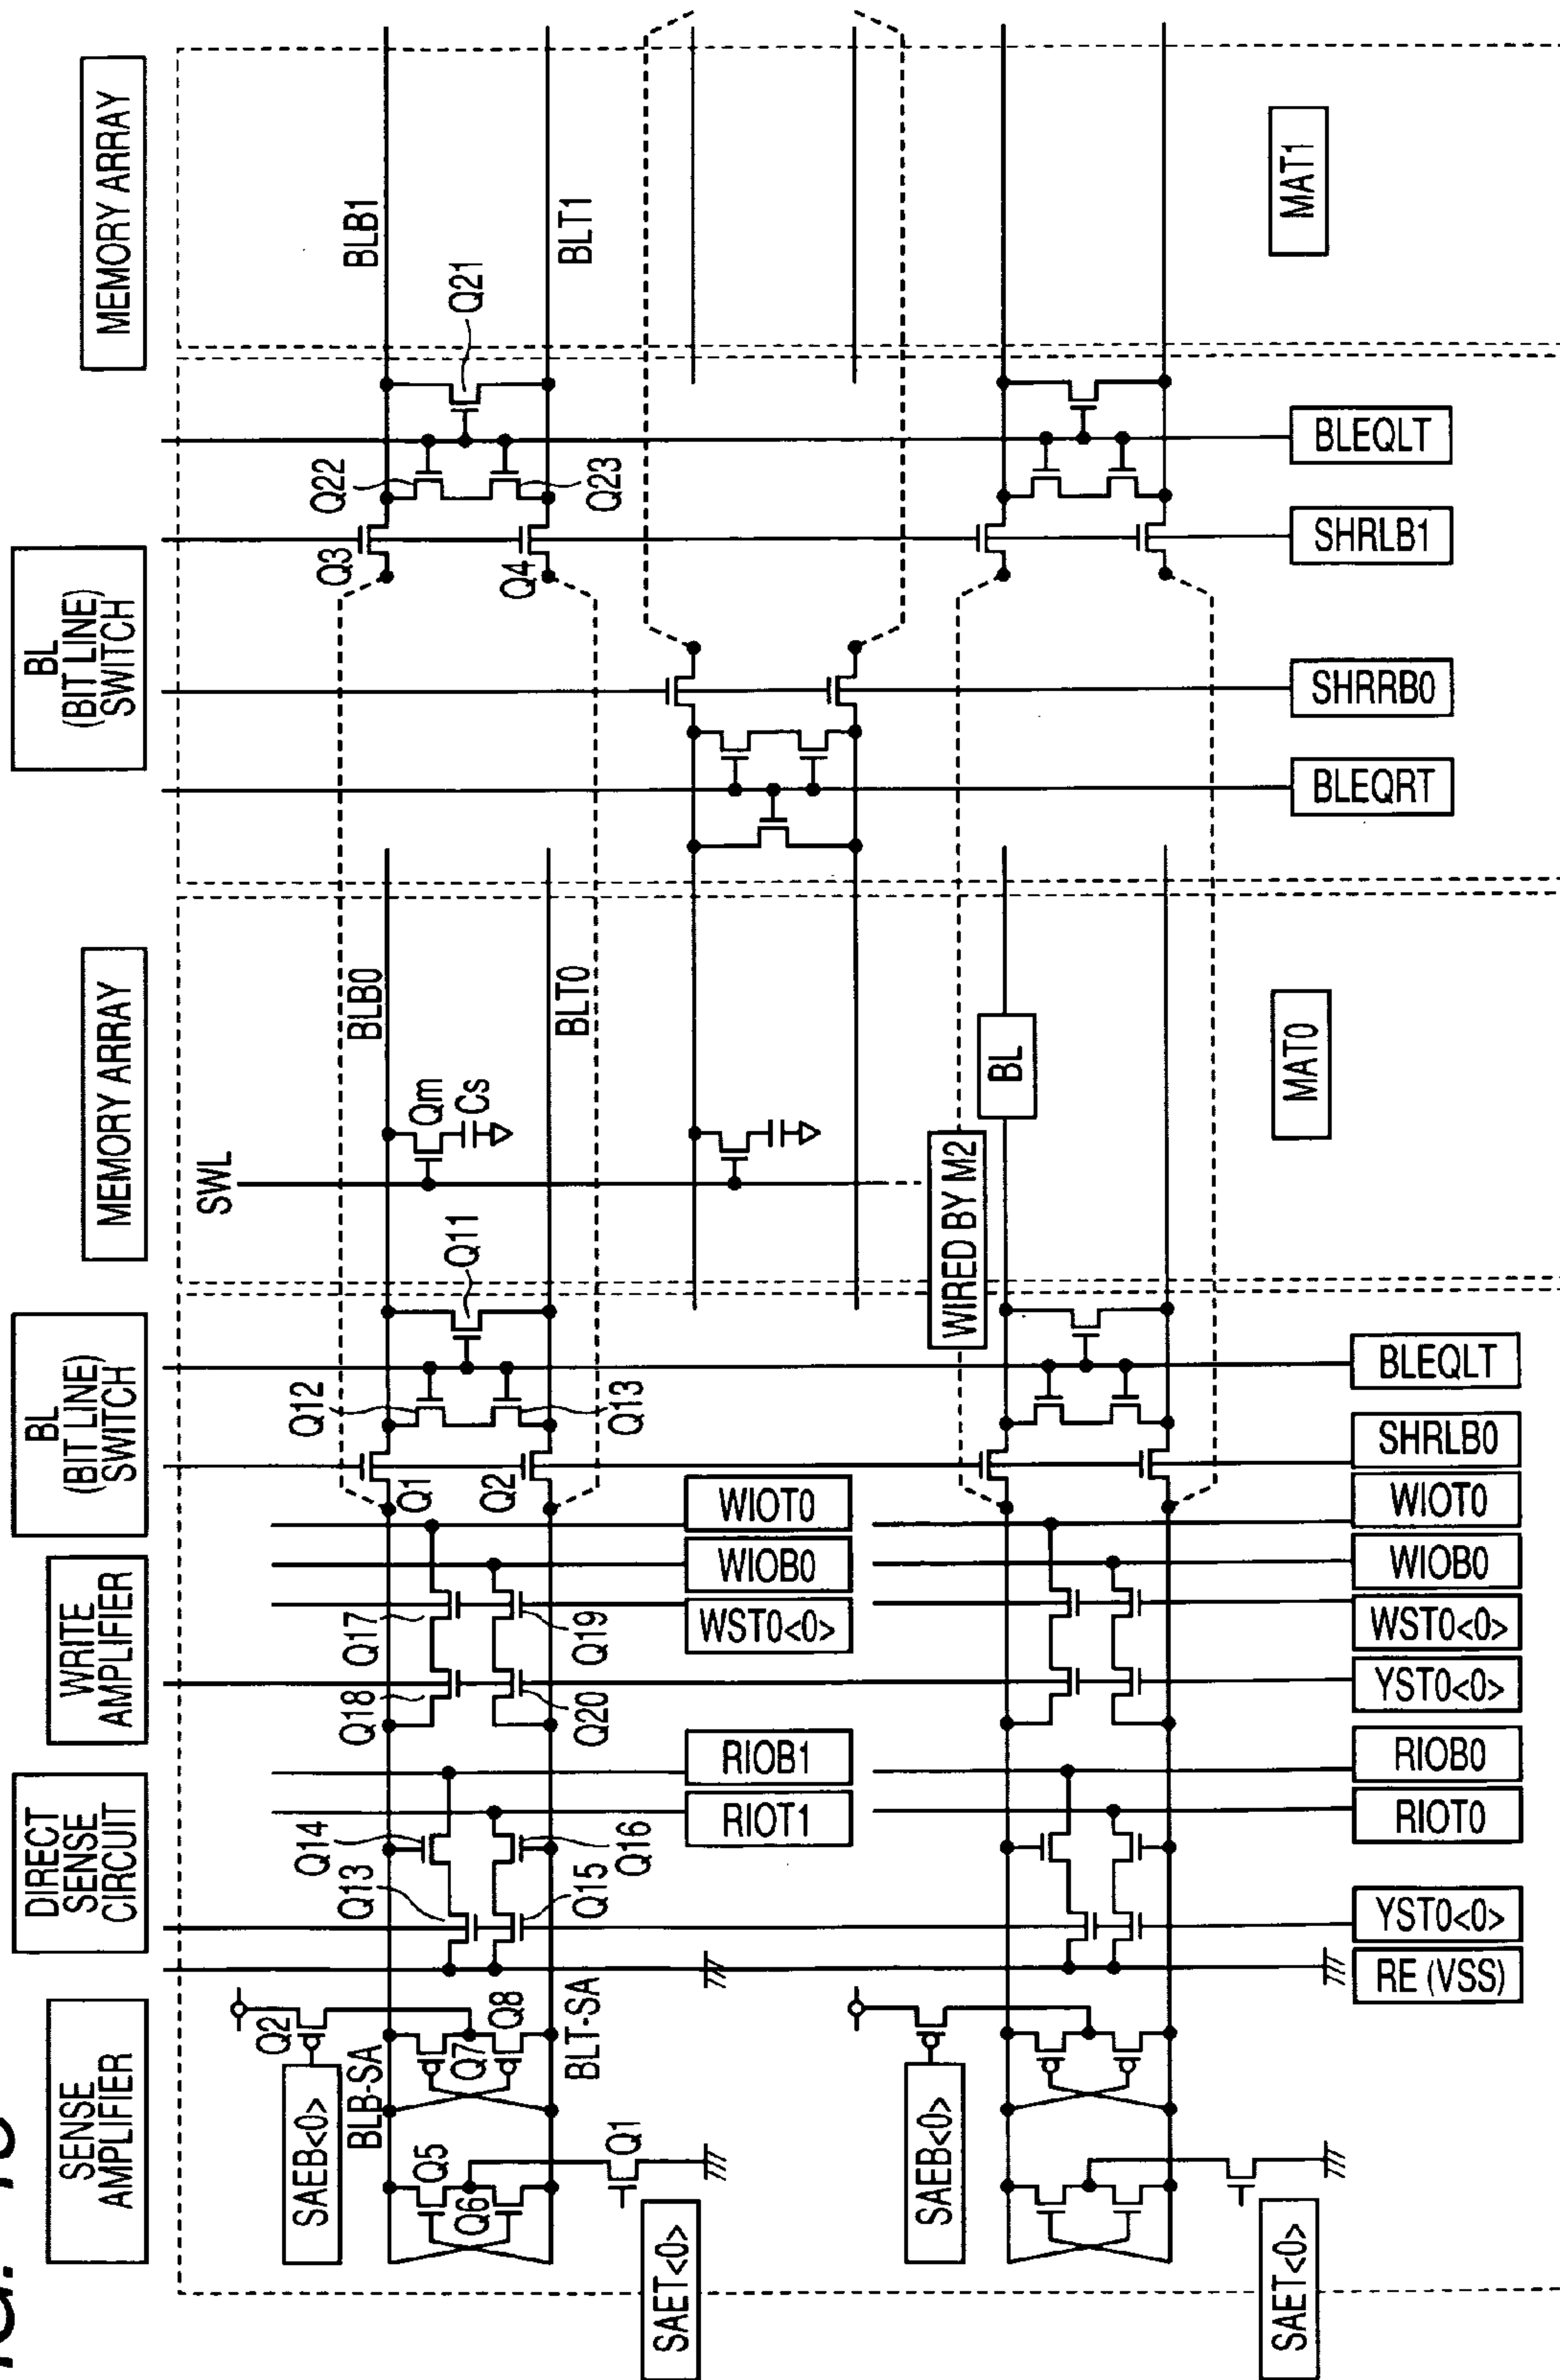 SENSE
AMPLIFIER
DIRECT
SENSE
CIRCUIT
WRITE
AMPLIFIER
BL
(BIT LINE)
SWITCH
MEMORY ARRAY
BL
(BIT LINE)
SWITCH
MEMORY ARRAY
SWL
Q2
SAEB<0>
BLB-SA
Q5
Q6
Q7
Q8
BLT-SA
Q1
SAET<0>
Q13
Q14
Q15
Q16
RIOT1
RIOB1
Q18
Q17
Q20
Q19
WST0<0>
WIOB0
WIOT0
Q1
Q2
Q12
Q13
Q11
BLB0
Qm
Cs
BLT0
Q3
Q4
Q22
Q23
Q21
BLB1
BLT1
WIRED BY M2
BL
SAEB<0>
SAET<0>
RE (VSS)
YST0<0>
RIOT0
RIOB0
YST0<0>
WST0<0>
WIOB0
WIOT0
SHRLB0
BLEQLT
MAT0
BLEQRT
SHRRB0
SHRLB1
BLEQLT
MAT1